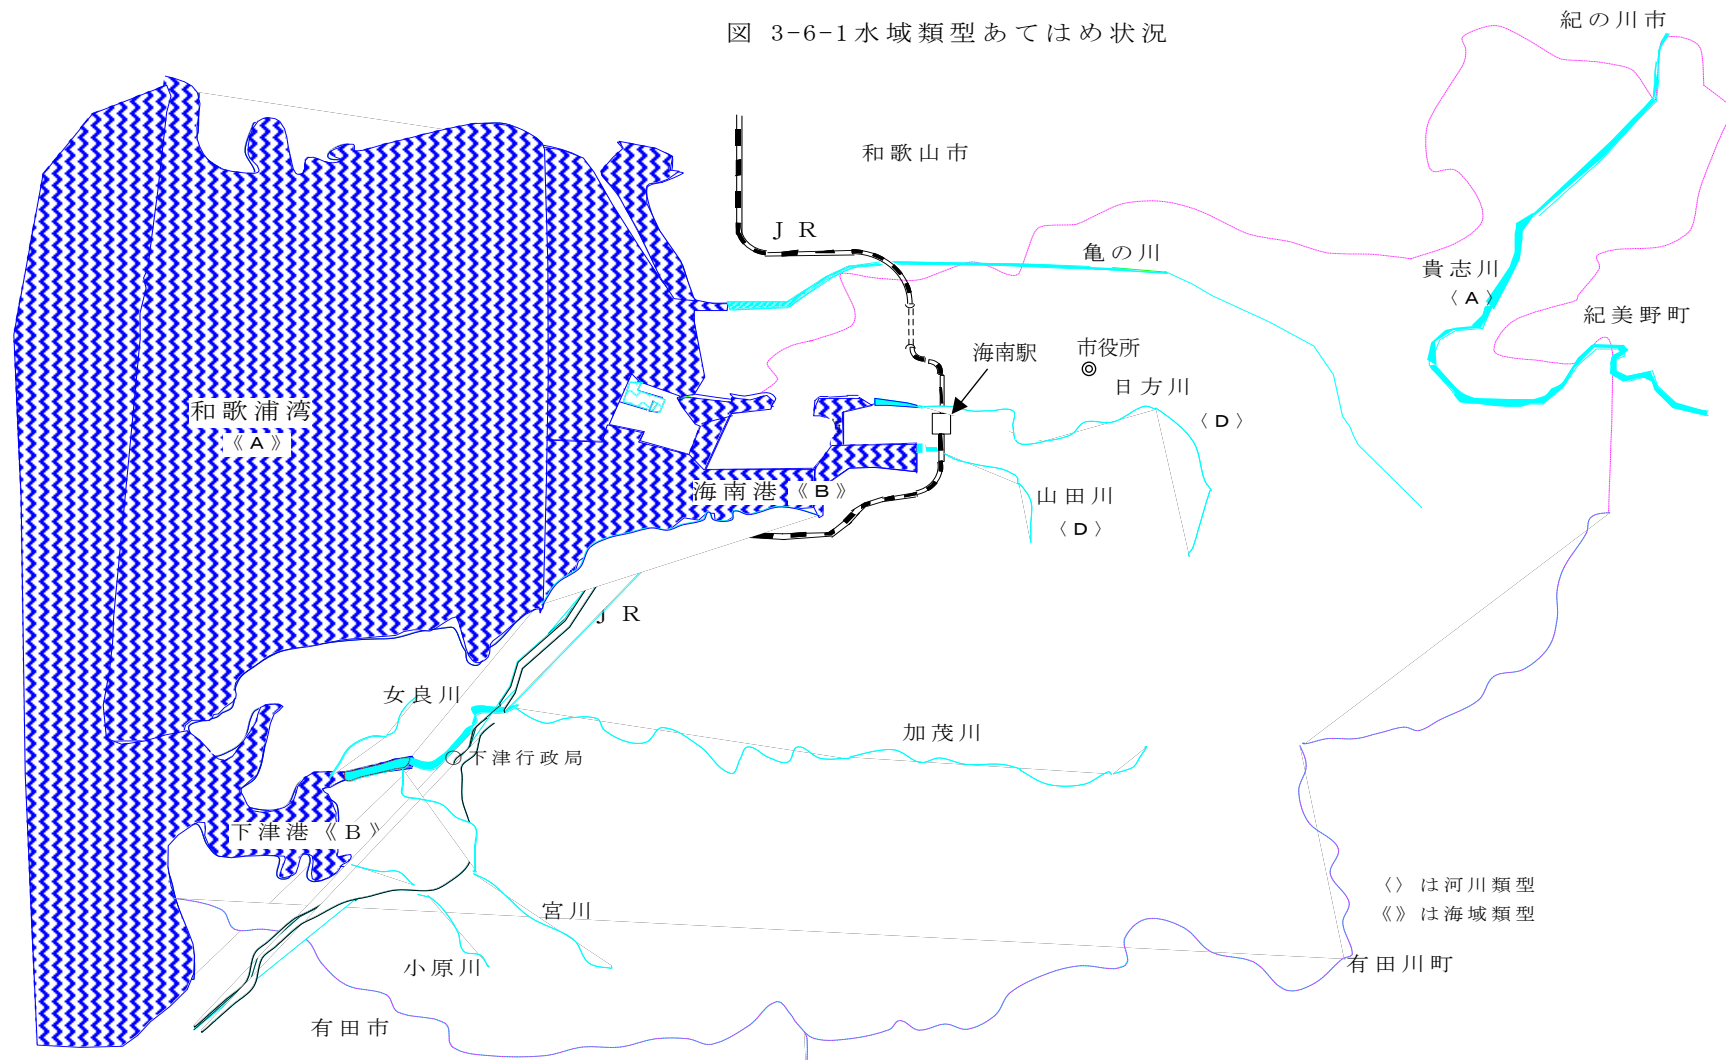 図 3-6-1水域類型あてはめ状況
紀の川市
和歌山市
JR
亀の川
貴志川
〈A〉
紀美野町
海南駅
市役所
日方川
〈D〉
和歌浦湾
《A》
海南港《B》
山田川
〈D〉
JR
女良川
加茂川
下津行政局
下津港《B》
〈〉は河川類型
《》は海域類型
宮川
小原川
有田川町
有田市